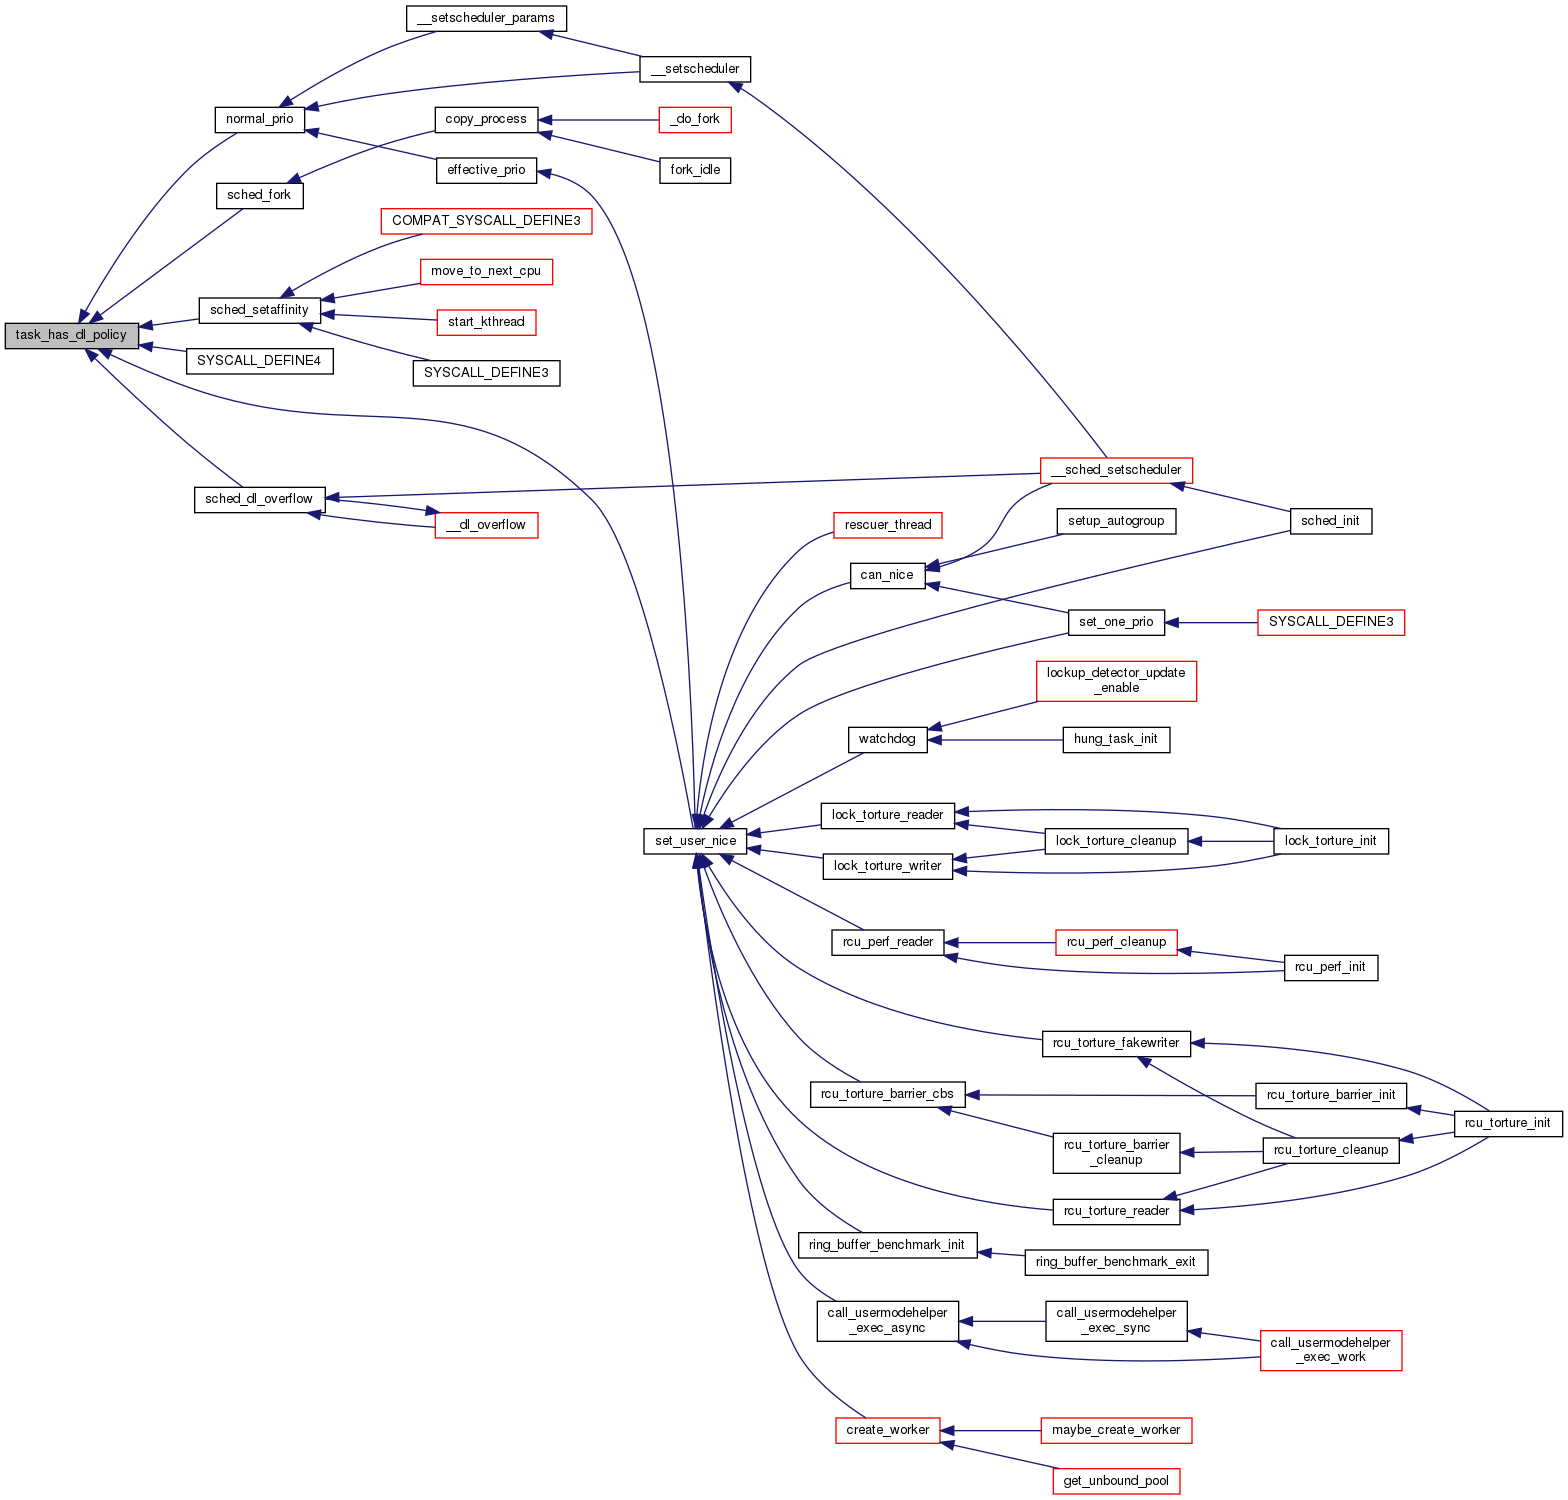 __setscheduler_params
__setscheduler
normal_prio
copy_process
_do_fork
effective_prio
fork_idle
sched_fork
COMPAT_SYSCALL_DEFINE3
move_to_next_cpu
sched_setaffinity
start_kthread
task_has_dl_policy
SYSCALL_DEFINE4
SYSCALL_DEFINE3
__sched_setscheduler
sched_dl_overflow
__dl_overflow
rescuer_thread
setup_autogroup
sched_init
can_nice
set_one_prio
SYSCALL_DEFINE3
lockup_detector_update
_enable
watchdog
hung_task_init
lock_torture_reader
set_user_nice
lock_torture_cleanup
lock_torture_init
lock_torture_writer
rcu_perf_reader
rcu_perf_cleanup
rcu_perf_init
rcu_torture_fakewriter
rcu_torture_barrier_cbs
rcu_torture_barrier_init
rcu_torture_init
rcu_torture_barrier
_cleanup
rcu_torture_cleanup
rcu_torture_reader
ring_buffer_benchmark_init
ring_buffer_benchmark_exit
call_usermodehelper
_exec_async
call_usermodehelper
_exec_sync
call_usermodehelper
_exec_work
create_worker
maybe_create_worker
get_unbound_pool